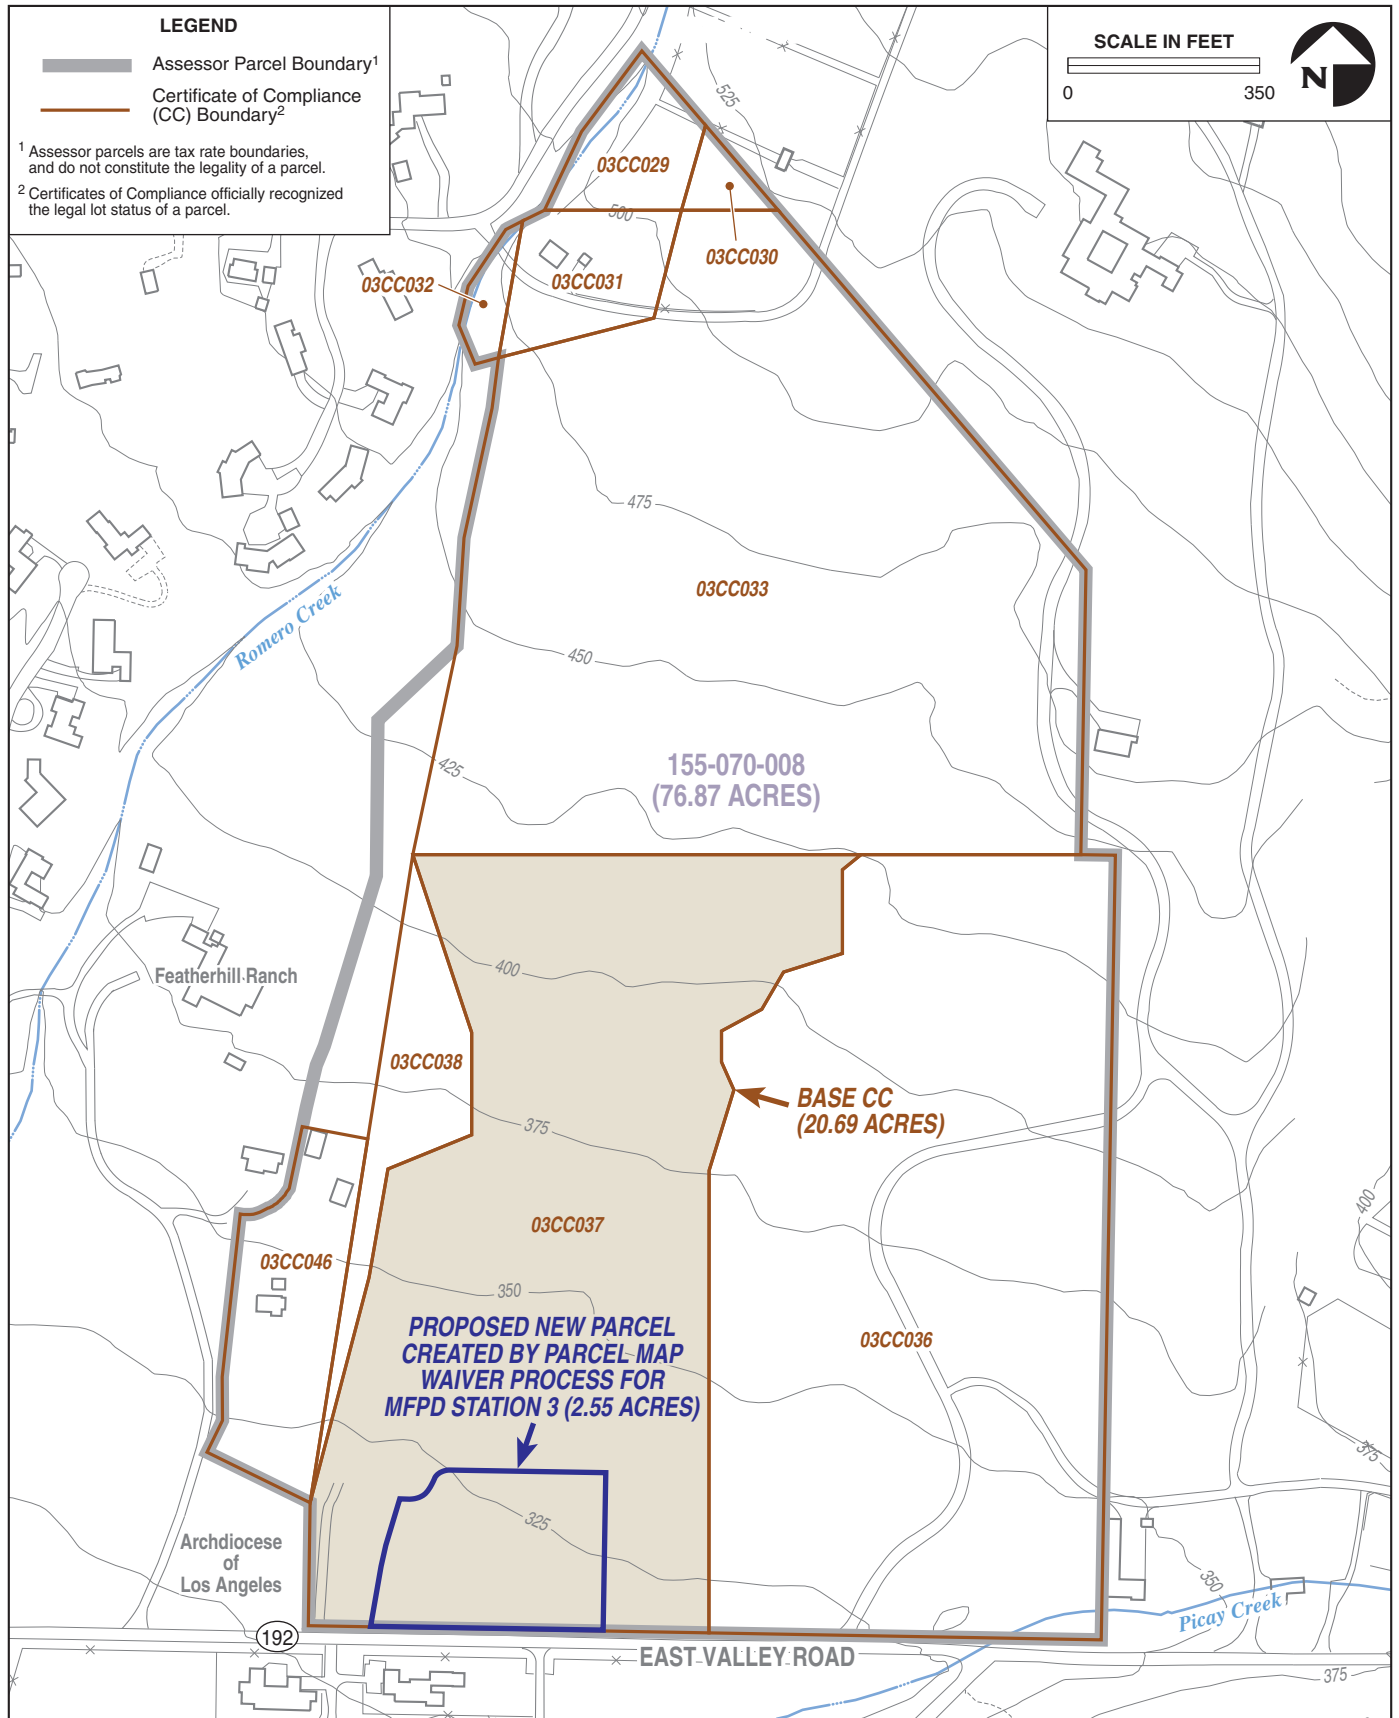 LEGEND
Assessor Parcel Boundary1
Certificate of Compliance
(CC) Boundary2
1 Assessor parcels are tax rate boundaries,
and do not constitute the legality of a parcel.
2 Certificates of Compliance officially recognized
the legal lot status of a parcel.
SCALE IN FEET
0 350
N
525
03CC029
500
03CC030
03CC031
03CC032
475
03CC033
Romero Creek
450
155-070-008
(76.87 ACRES)
425
400
Featherhill Ranch
03CC038
BASE CC
(20.69 ACRES)
375
400
03CC037
03CC046
350
PROPOSED NEW PARCEL
CREATED BY PARCEL MAP
WAIVER PROCESS FOR
MFPD STATION 3 (2.55 ACRES)
03CC036
375
325
Archdiocese
of
Los Angeles
350
Picay Creek
192
EAST VALLEY ROAD
375